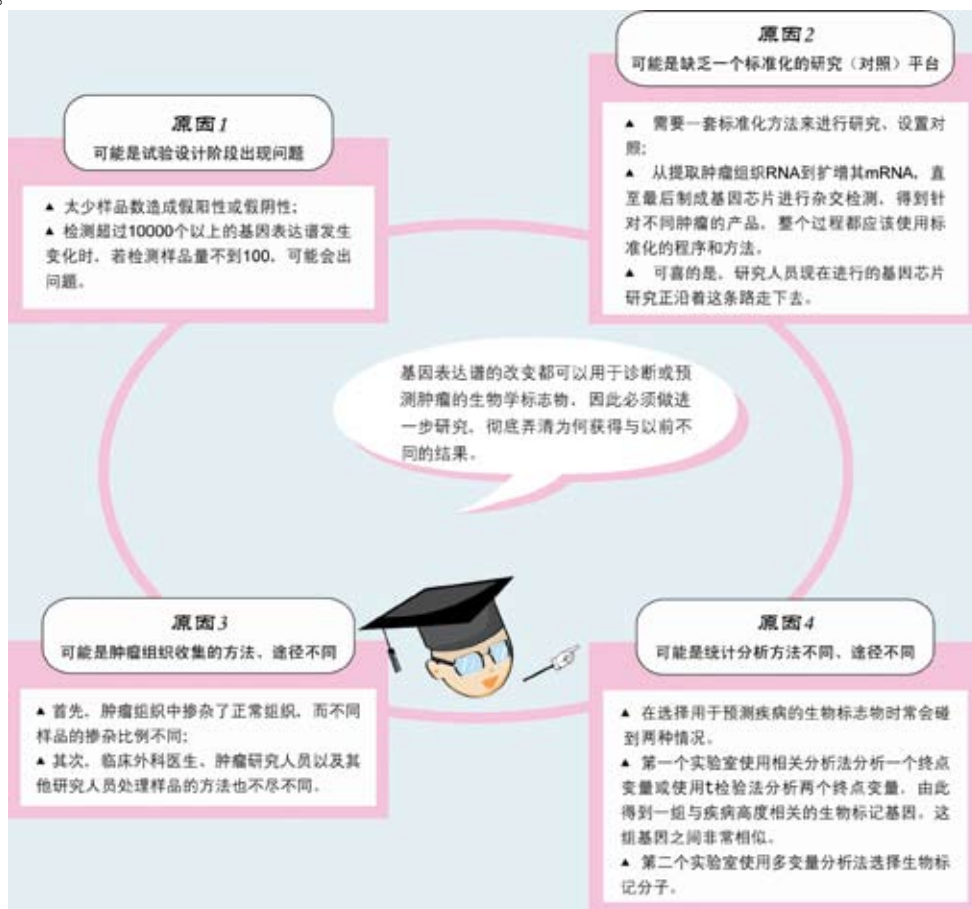 原因1
可能是试验设计阶段出现问题
▲ 太少样品数造成假阳性或假阴性;
▲ 检测超过10000个以上的基因表达谱发生
变化时,若检测样品量不到100,可能会出
问题。
原因2
可能是缺乏一个标准化的研究(对照)平台
▲ 需要一套标准化方法来进行研究、设置对
照;
▲ 从提取肿瘤组织RNA到扩增其mRNA,直
至最后制成基因芯片进行杂交检测,得到针
对不同肿瘤的产品,整个过程都应该使用标
准化的程序和方法。
▲ 可喜的是,研究人员现在进行的基因芯片
研究正沿着这条路走下去。
基因表达谱的改变都可以用于诊断或预
测肿瘤的生物学标志物,因此必须做进
一步研究,彻底弄清为何获得与以前不
同的结果。
原因3
可能是肿瘤组织收集的方法、途径不同
▲ 首先,肿瘤组织中掺杂了正常组织,而不同
样品的掺杂比例不同;
▲ 其次,临床外科医生、肿瘤研究人员以及其
他研究人员处理样品的方法也不尽不同。
原因4
可能是统计分析方法不同、途径不同
▲ 在选择用于预测疾病的生物标志物时常会碰
到两种情况。
▲ 第一个实验室使用相关分析法分析一个终点
变量或使用t检验法分析两个终点变量,由此
得到一组与疾病高度相关的生物标记基因。这
组基因之间非常相似。
▲ 第二个实验室使用多变量分析法选择生物标
记分子。